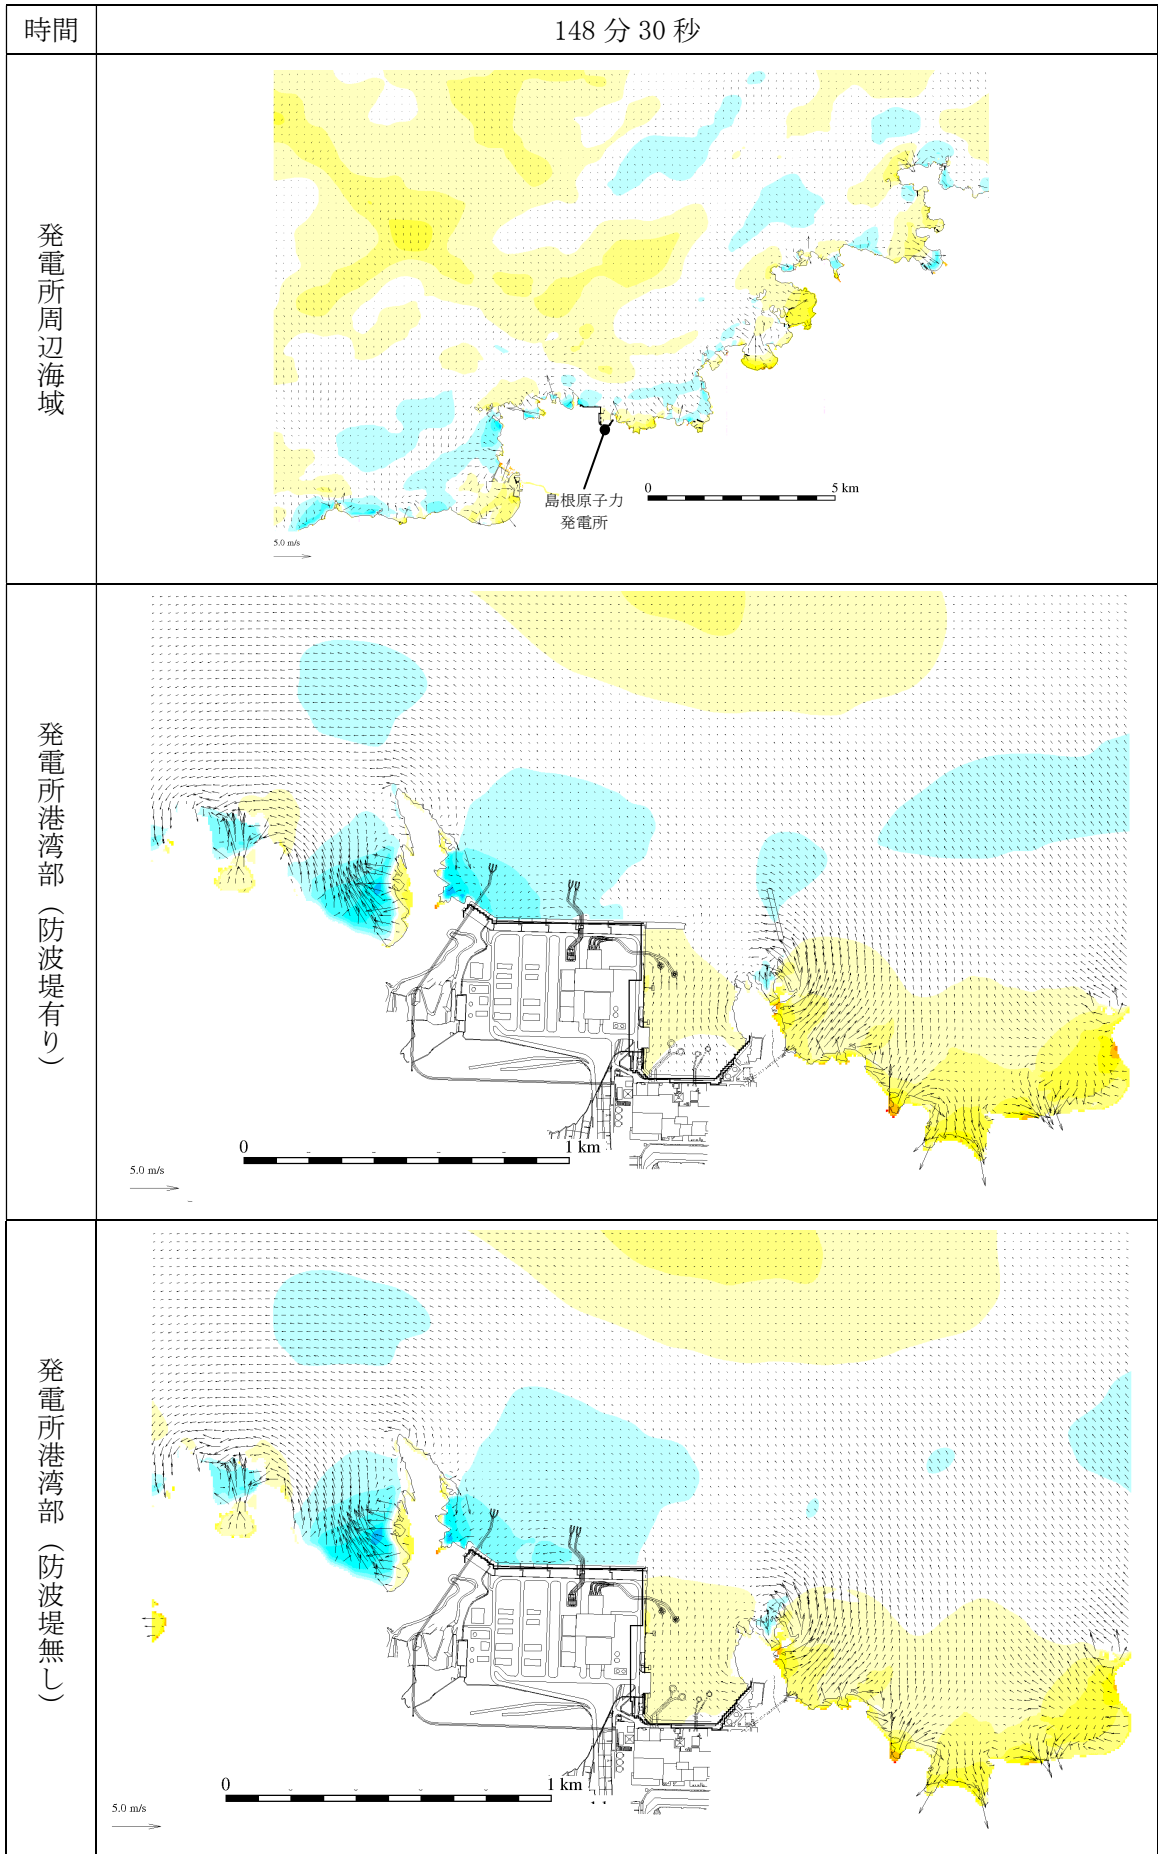 時間
148 分 30 秒
発電所周辺海域
島根原子力
発電所
0
5 km
5.0 m/s
発電所港湾部（防波堤有り）
0
1 km
5.0 m/s
発電所港湾部（防波堤無し）
0
1 km
5.0 m/s